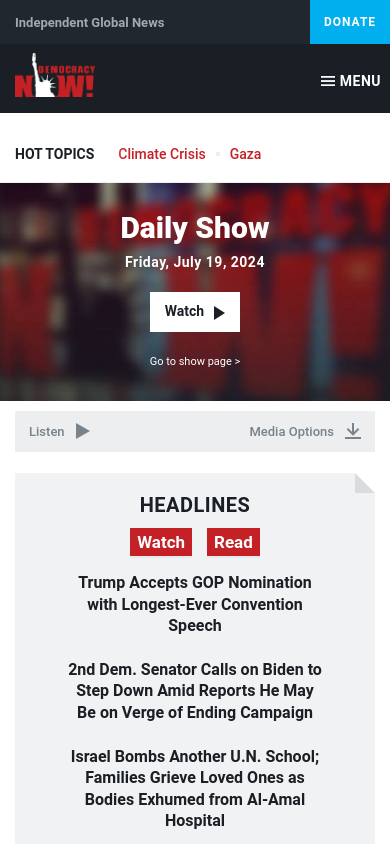 Independent Global News
DONATE
DEMOCRACY
NOW!
MENU
HOT TOPICS
Climate Crisis
Gaza
Daily Show
Friday, July 19, 2024
Watch
Go to show page >
Listen
Media Options
HEADLINES
Watch
Read
Trump Accepts GOP Nomination
with Longest-Ever Convention
Speech
2nd Dem. Senator Calls on Biden to
Step Down Amid Reports He May
Be on Verge of Ending Campaign
Israel Bombs Another U.N. School;
Families Grieve Loved Ones as
Bodies Exhumed from Al-Amal
Hospital